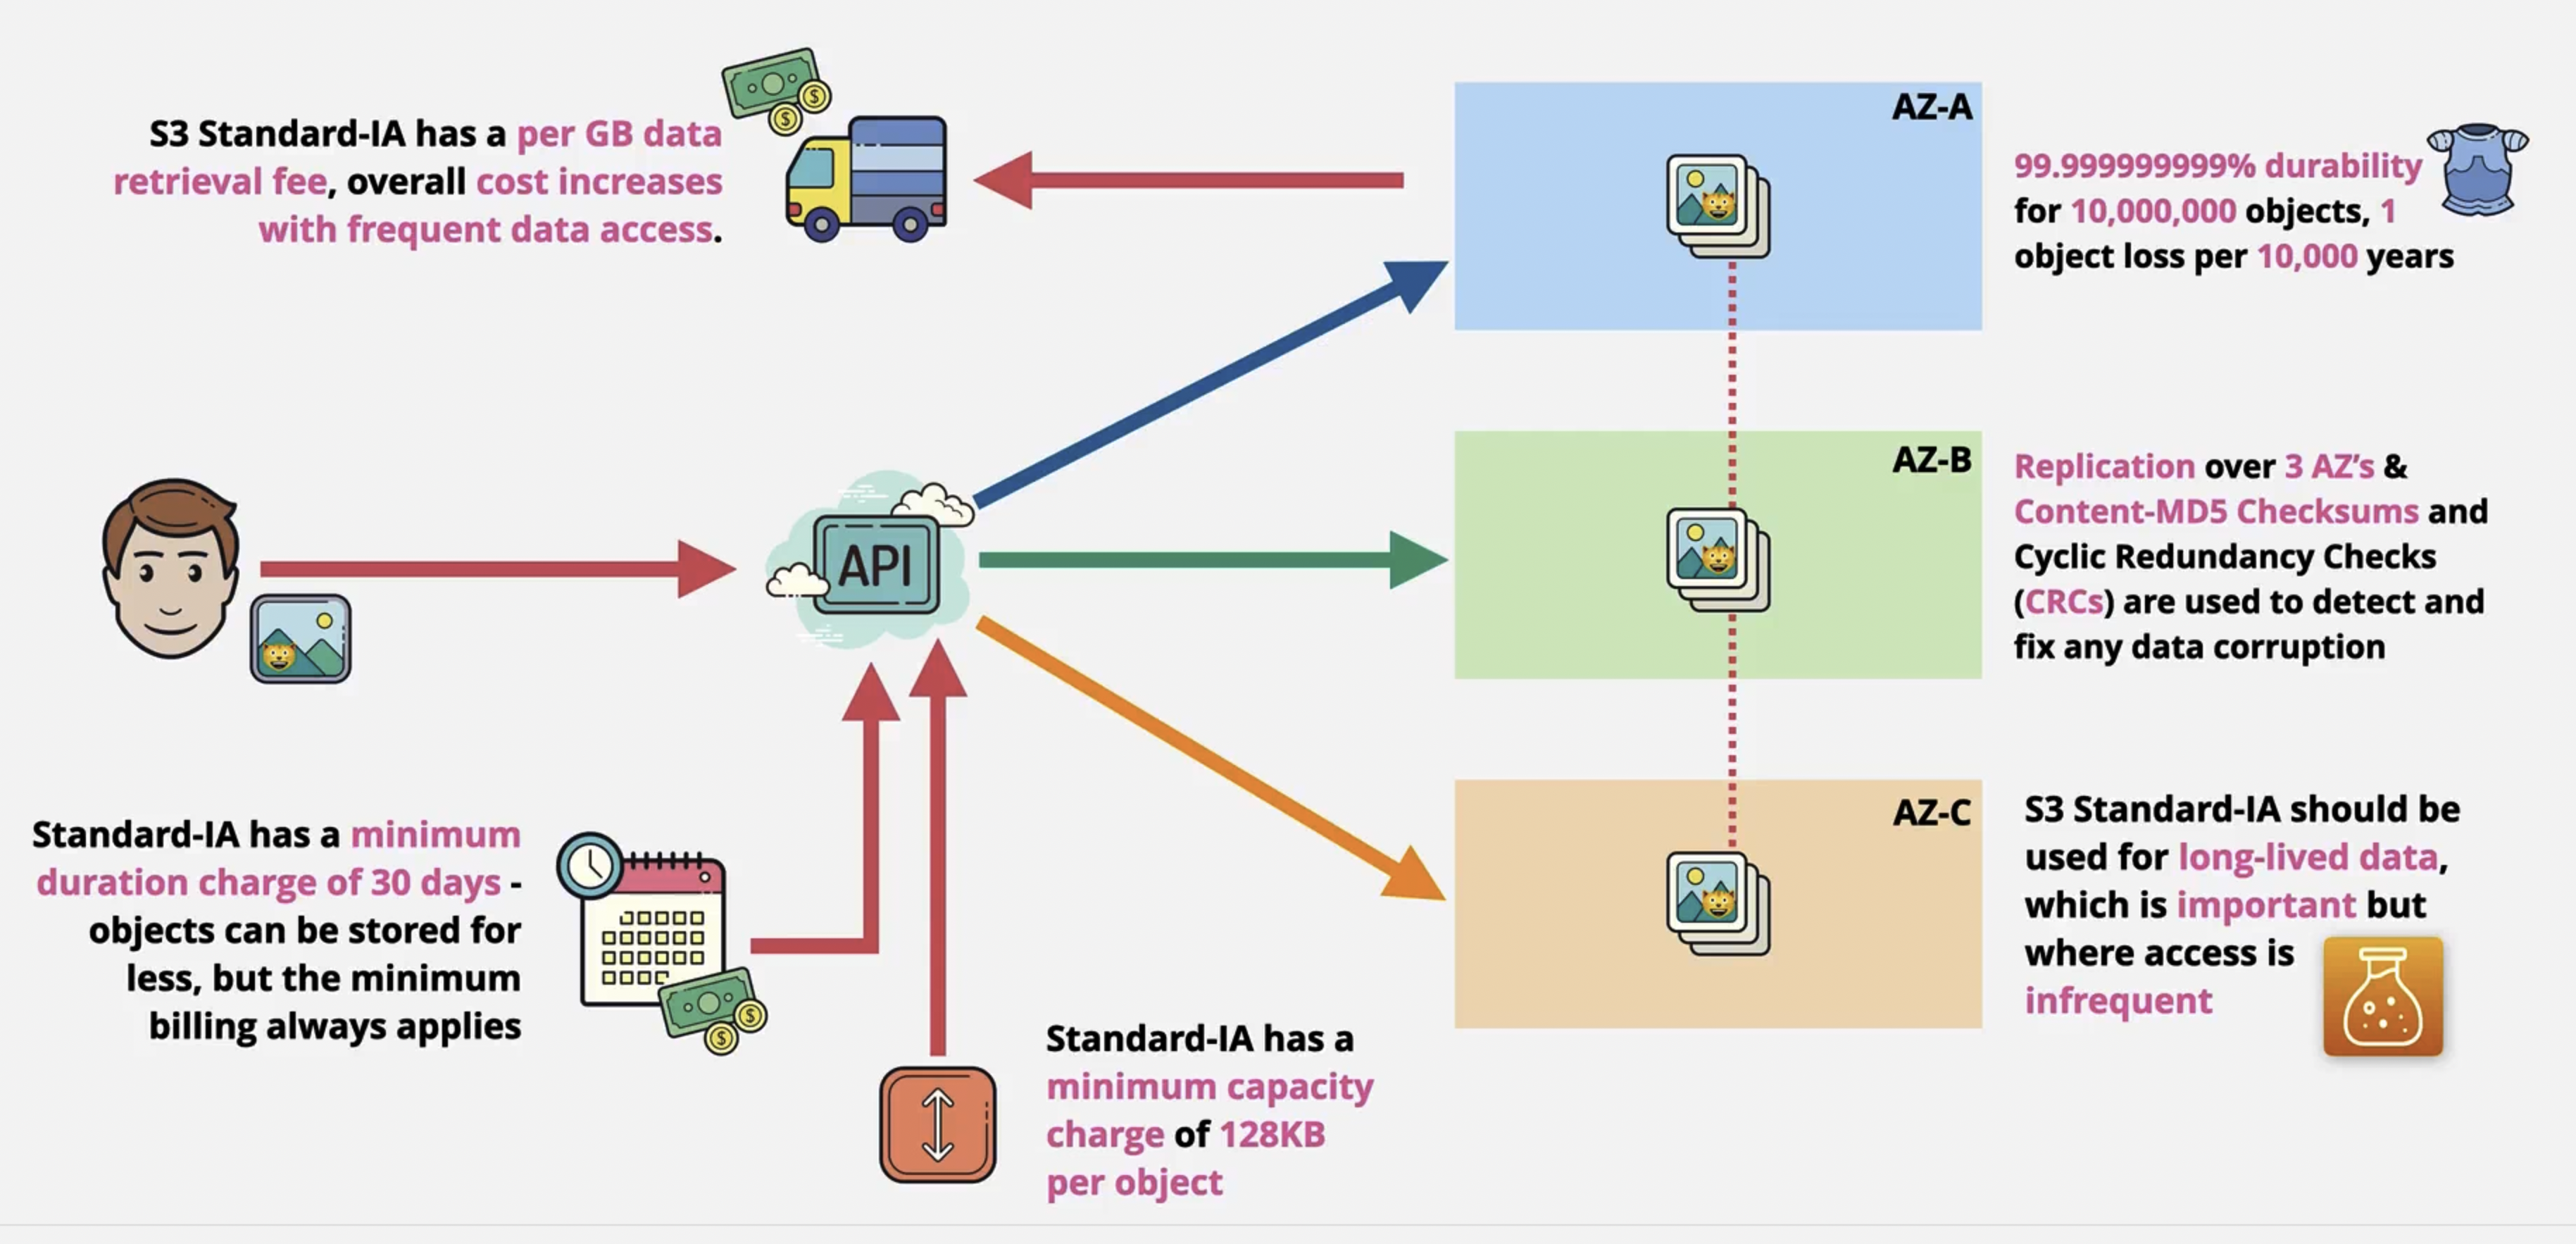 S3 Standard-IA has a per GB data
retrieval fee, overall cost increases
with frequent data access.
AZ-A
99.999999999% durability
for 10,000,000 objects, 1
object loss per 10,000 years
API
AZ-B
Replication over 3 AZ's &
Content-MD5 Checksums and
Cyclic Redundancy Checks
(CRCs) are used to detect and
fix any data corruption
Standard-IA has a minimum
duration charge of 30 days -
objects can be stored for
less, but the minimum
billing always applies
Standard-IA has a
minimum capacity
charge of 128KB
per object
AZ-C
S3 Standard-IA should be
used for long-lived data,
which is important but
where access is
infrequent